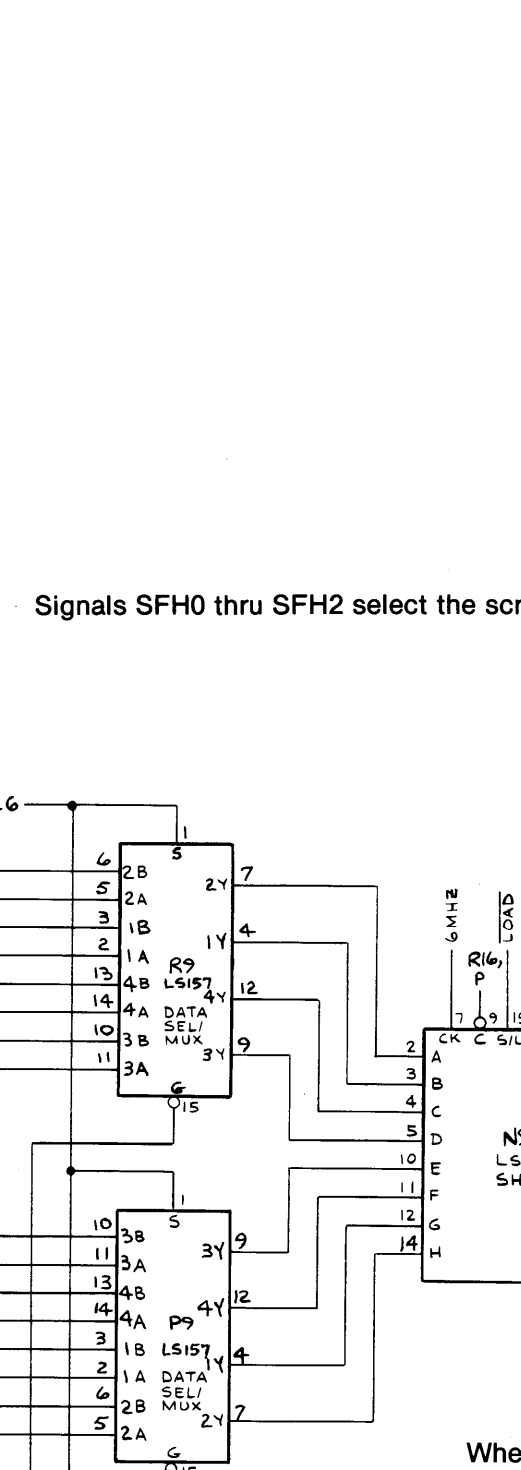 Signals SFH0 thru SFH2 select the scr
6
1
S
6 2B
5 2A
3 1B
2 1A
13 4B
14 4A
10 3B
11 3A
R9
LS157
DATA
SEL/
MUX
2Y 7
1Y 4
4Y 12
3Y 9
G
15
6MHZ
R16,
P
LOAD
7 9 15
CK C S/L
2 A
3 B
4 C
5 D
10 E
11 F
12 G
14 H
N9
LS
SH
1
S
10 3B
11 3A
13 4B
14 4A
3 1B
2 1A
6 2B
5 2A
P9
LS157
DATA
SEL/
MUX
3Y 9
4Y 12
1Y 4
2Y 7
G
15
Whe